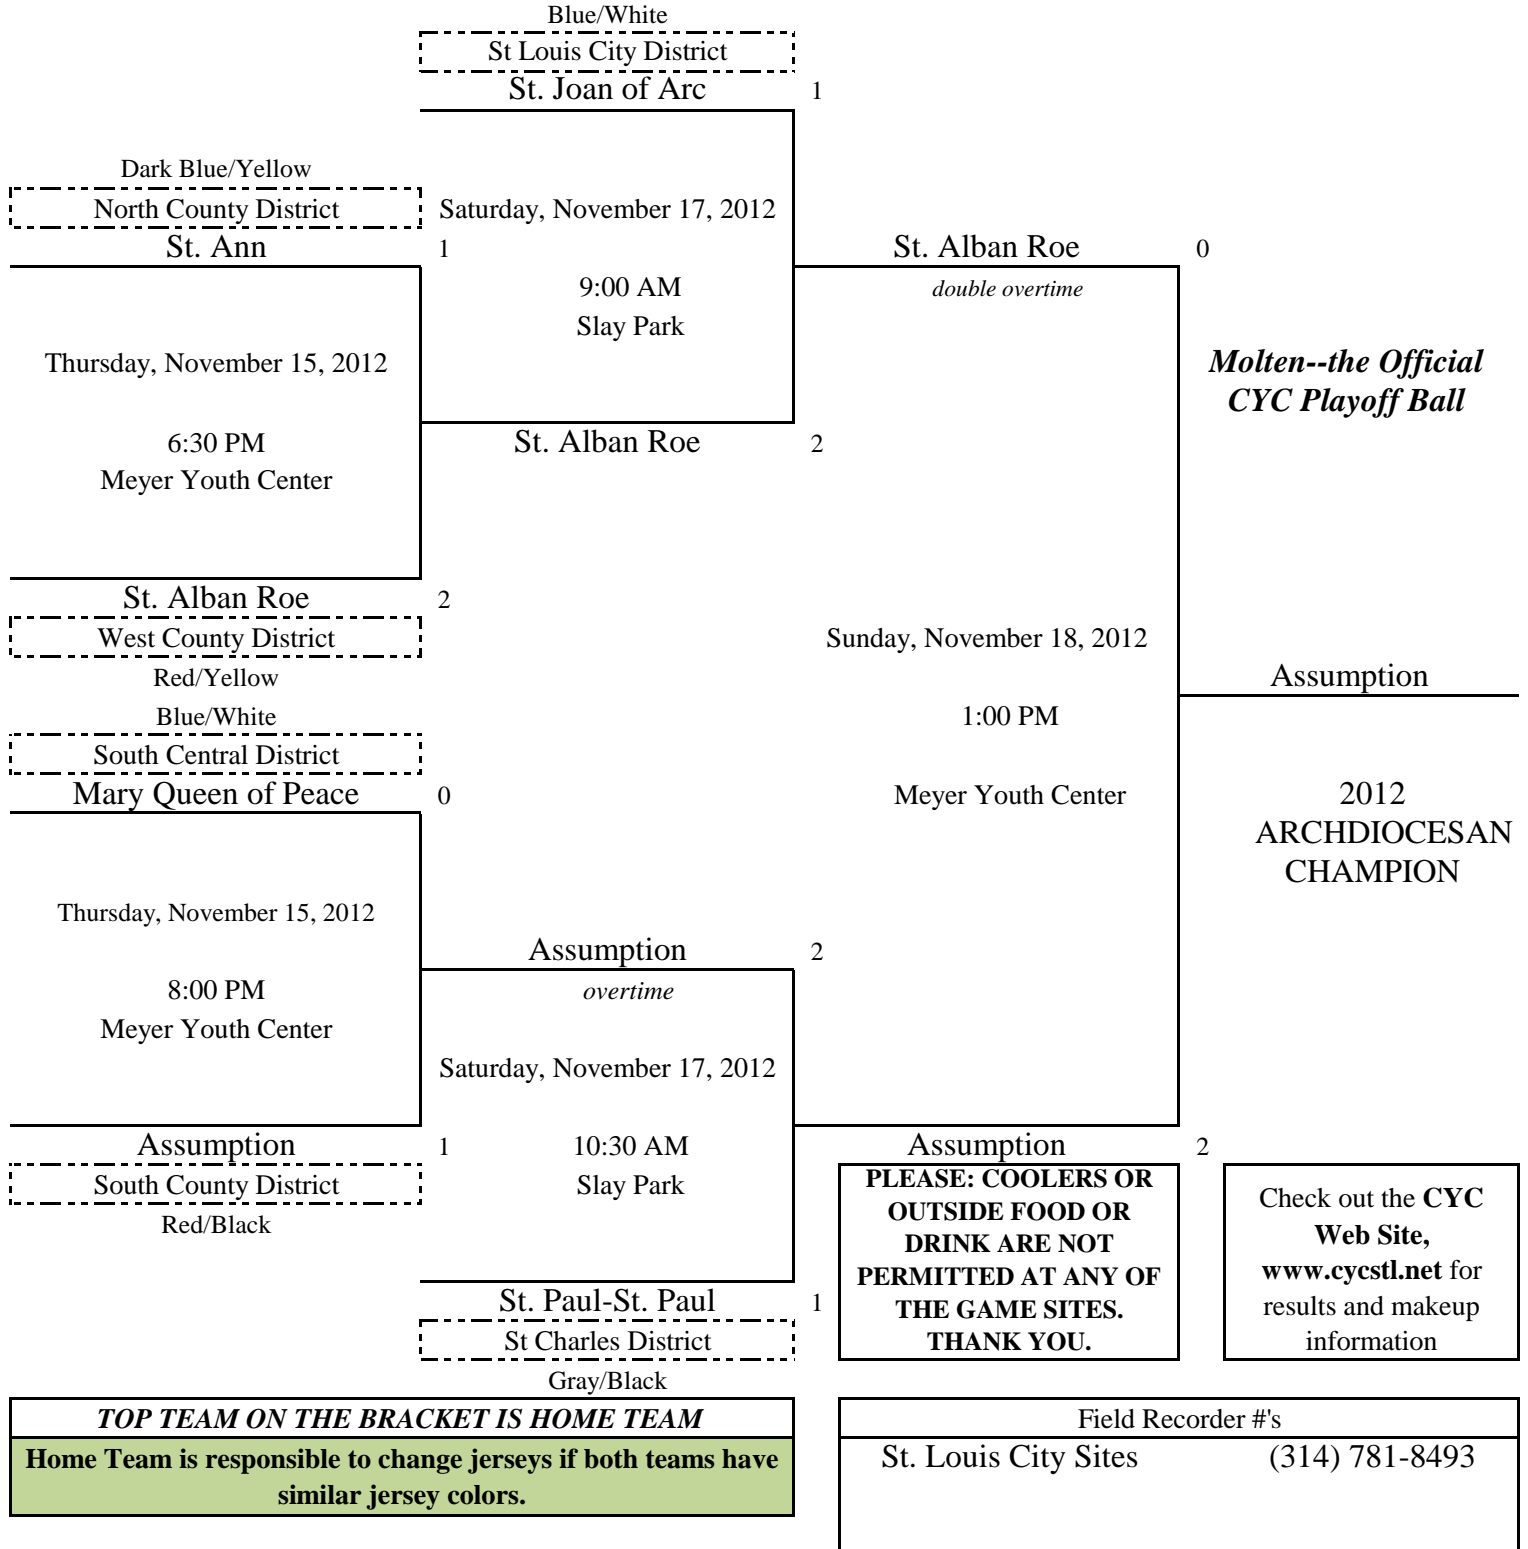 Blue/White
St Louis City District
St. Joan of Arc 1
Dark Blue/Yellow
North County District
Saturday, November 17, 2012
St. Ann 1
St. Alban Roe 0
9:00 AM
double overtime
Slay Park
Thursday, November 15, 2012
Molten--the Official
CYC Playoff Ball
6:30 PM
St. Alban Roe 2
Meyer Youth Center
St. Alban Roe 2
West County District
Sunday, November 18, 2012
Red/Yellow
Assumption
Blue/White
1:00 PM
South Central District
Mary Queen of Peace 0
Meyer Youth Center
2012
ARCHDIOCESAN
CHAMPION
Thursday, November 15, 2012
Assumption 2
8:00 PM
overtime
Meyer Youth Center
Saturday, November 17, 2012
Assumption 1
10:30 AM
Assumption 2
South County District
Slay Park
Red/Black
PLEASE: COOLERS OR
OUTSIDE FOOD OR
DRINK ARE NOT
PERMITTED AT ANY OF
THE GAME SITES.
THANK YOU.
Check out the CYC
Web Site,
www.cycstl.net for
results and makeup
information
St. Paul-St. Paul 1
St Charles District
Gray/Black
TOP TEAM ON THE BRACKET IS HOME TEAM
Home Team is responsible to change jerseys if both teams have
similar jersey colors.
Field Recorder #'s
St. Louis City Sites (314) 781-8493